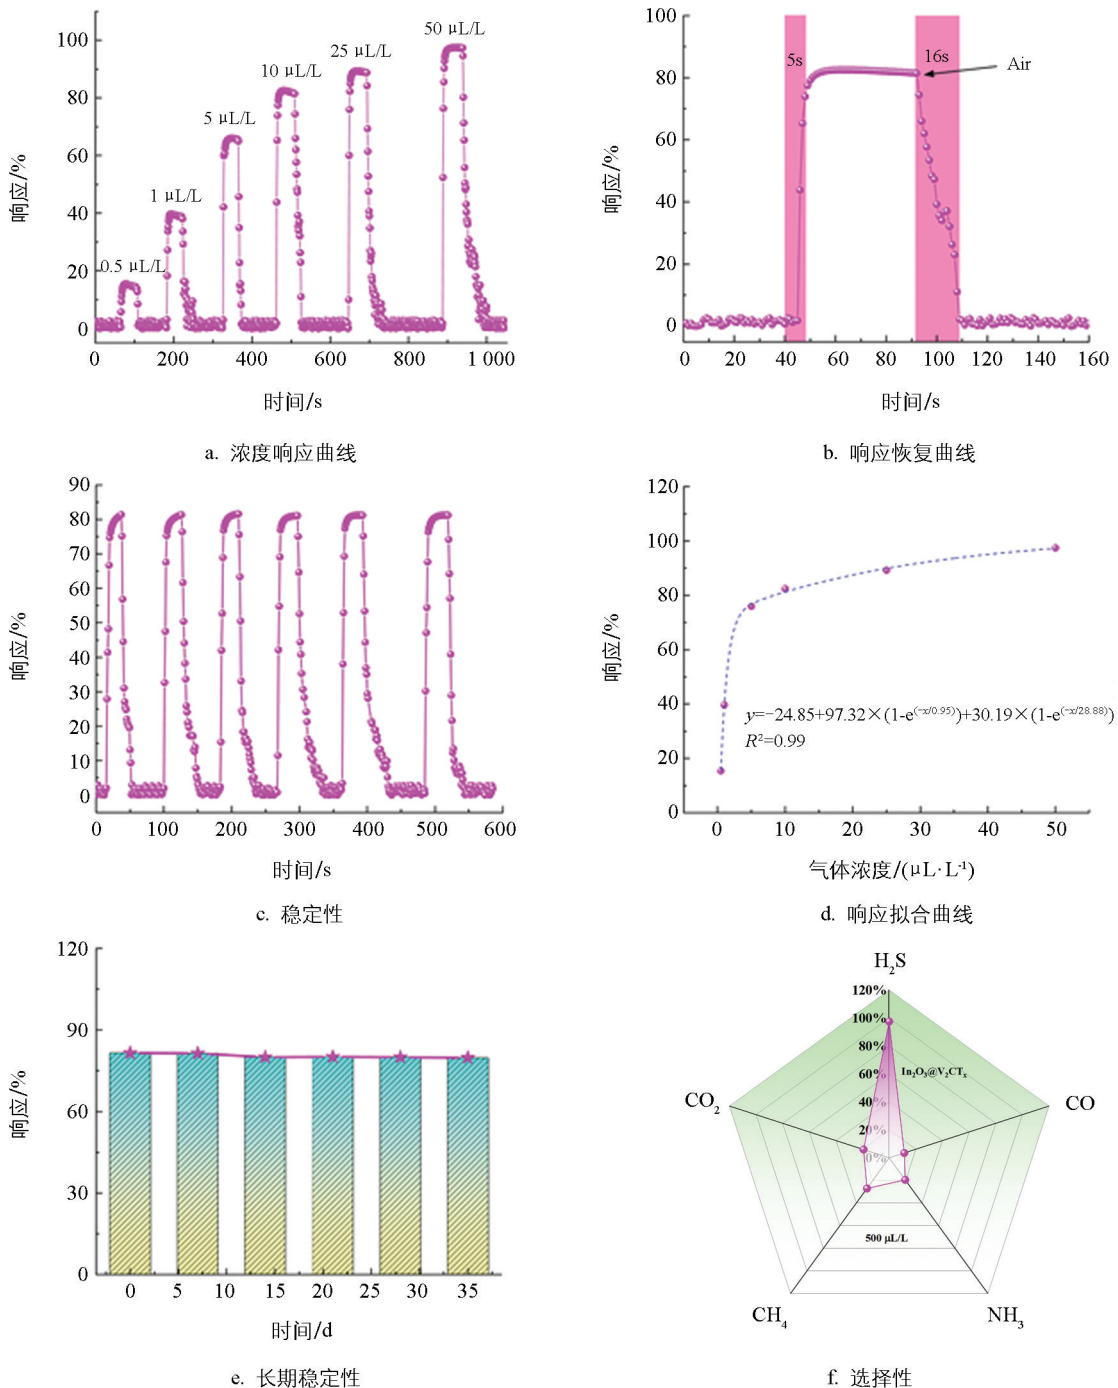 0.5 μL/L
1 μL/L
5 μL/L
10 μL/L
25 μL/L
50 μL/L
100
80
60
40
20
0
响应/%
0
200
400
600
800
1 000
时间/s
a. 浓度响应曲线
100
80
60
40
20
0
响应/%
5s
16s
Air
0
20
40
60
80
100
120
140
160
时间/s
b. 响应恢复曲线
90
80
70
60
50
40
30
20
10
0
响应/%
0
100
200
300
400
500
600
时间/s
c. 稳定性
120
100
80
60
40
20
0
响应/%
y=−24.85+97.32×(1-e(−x/0.95))+30.19×(1-e(−x/28.88))
R²=0.99
0
10
20
30
40
50
气体浓度/(μL·L⁻¹)
d. 响应拟合曲线
120
90
60
30
0
响应/%
0
5
10
15
20
25
30
35
时间/d
e. 长期稳定性
H₂S
120%
100%
80%
60%
40%
20%
0%
In₂O₃@V₂CTₓ
CO₂
CO
500 μL/L
CH₄
NH₃
f. 选择性